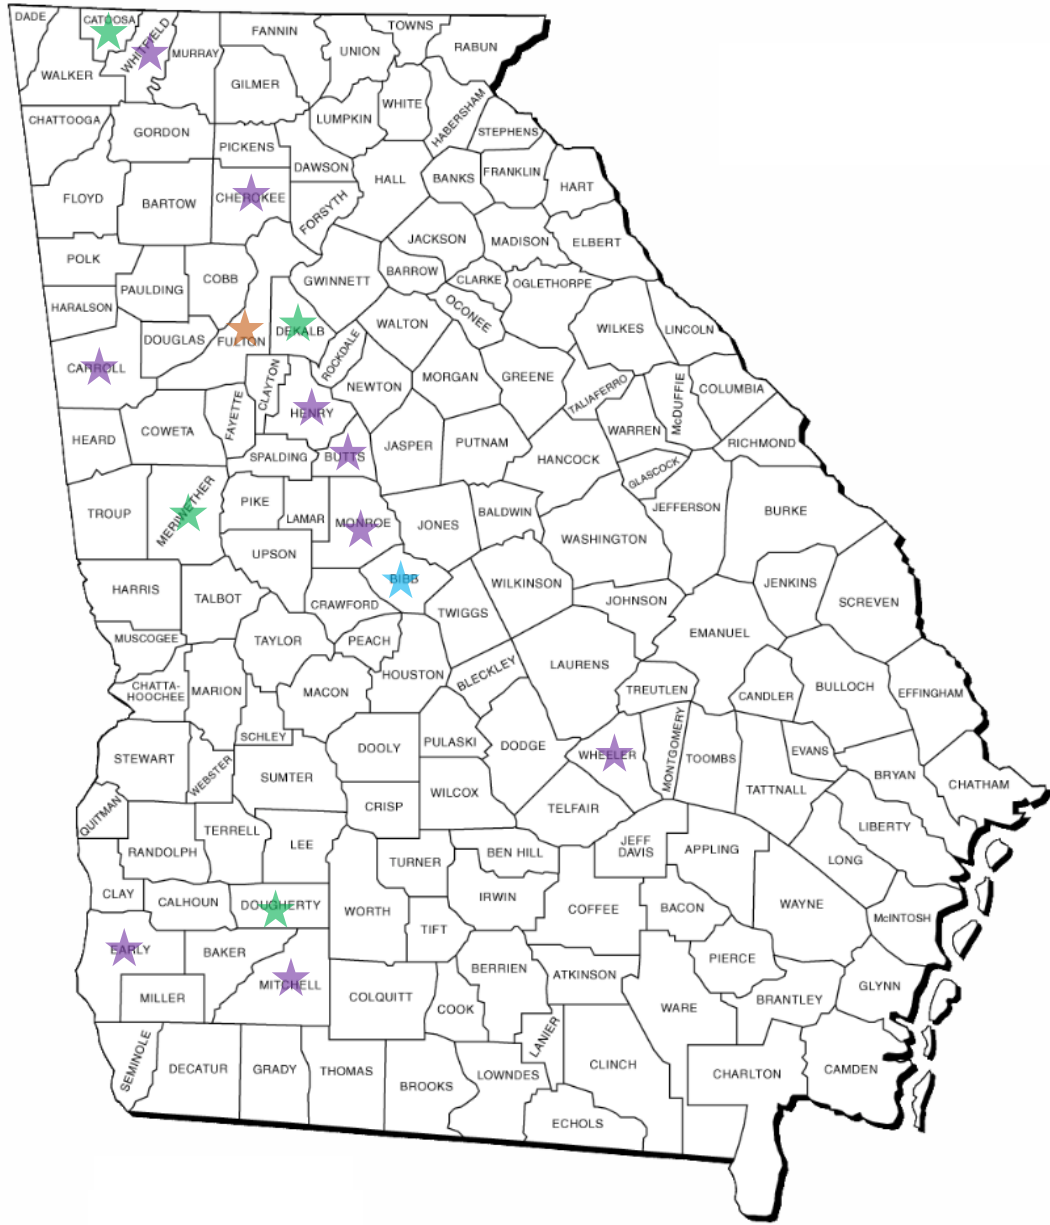 DADE
CATOOSA
WHITFIELD
MURRAY
FANNIN
UNION
TOWNS
RABUN
WALKER
GILMER
LUMPKIN
WHITE
HABERSHAM
STEPHENS
CHATTOOGA
GORDON
PICKENS
DAWSON
HALL
BANKS
FRANKLIN
HART
FLOYD
BARTOW
CHEROKEE
FORSYTH
JACKSON
MADISON
ELBERT
POLK
PAULDING
COBB
GWINNETT
BARROW
CLARKE
OGLETHORPE
OCONEE
HARALSON
DOUGLAS
FULTON
DEKALB
ROCKDALE
WALTON
WILKES
LINCOLN
CARROLL
CLAYTON
HENRY
NEWTON
MORGAN
GREENE
TALIAFERRO
McDUFFIE
COLUMBIA
HEARD
COWETA
FAYETTE
SPALDING
BUTTS
JASPER
PUTNAM
HANCOCK
WARREN
GLASCOCK
RICHMOND
TROUP
MERIWETHER
PIKE
LAMAR
MONROE
JONES
BALDWIN
WASHINGTON
JEFFERSON
BURKE
HARRIS
TALBOT
UPSON
CRAWFORD
BIBB
TWIGGS
WILKINSON
JOHNSON
JENKINS
SCREVEN
MUSCOGEE
TAYLOR
PEACH
HOUSTON
BLECKLEY
LAURENS
EMANUEL
CHATTA-
HOOCHEE
MARION
MACON
TREUTLEN
CANDLER
BULLOCH
EFFINGHAM
SCHLEY
DOOLY
PULASKI
DODGE
WHEELER
MONTGOMERY
TOOMBS
EVANS
STEWART
WEBSTER
SUMTER
CRISP
WILCOX
TELFAIR
TATTNALL
BRYAN
CHATHAM
QUITMAN
RANDOLPH
TERRELL
LEE
TURNER
BEN HILL
JEFF
DAVIS
APPLING
LONG
LIBERTY
CLAY
CALHOUN
DOUGHERTY
WORTH
TIFT
IRWIN
COFFEE
BACON
WAYNE
McINTOSH
EARLY
BAKER
MITCHELL
COLQUITT
BERRIEN
ATKINSON
PIERCE
GLYNN
MILLER
COOK
LANIER
WARE
BRANTLEY
SEMINOLE
DECATUR
GRADY
THOMAS
BROOKS
LOWNDES
CLINCH
CHARLTON
CAMDEN
ECHOLS